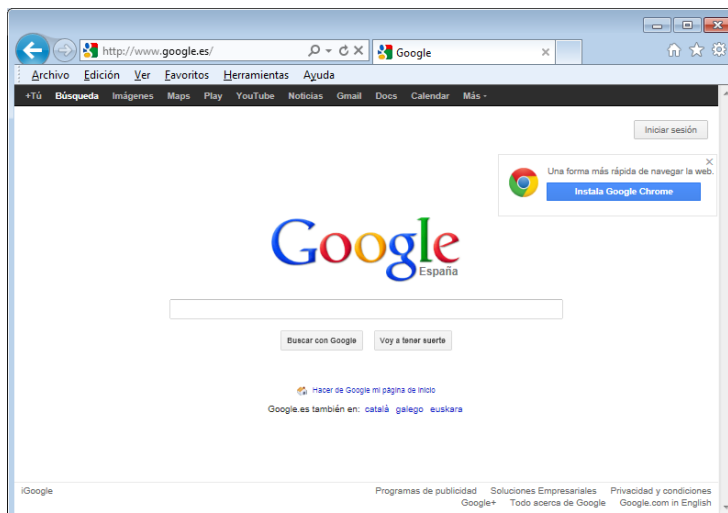 http://www.google.es/
Google
Archivo Edición Ver Favoritos Herramientas Ayuda
+Tú Búsqueda Imágenes Maps Play YouTube Noticias Gmail Docs Calendar Más
Iniciar sesión
Una forma más rápida de navegar la web.
Instala Google Chrome
Google
España
Buscar con Google Voy a tener suerte
Hacer de Google mi página de inicio
Google.es también en: català galego euskara
iGoogle Programas de publicidad Soluciones Empresariales Privacidad y condiciones
Google+ Todo acerca de Google Google.com in English